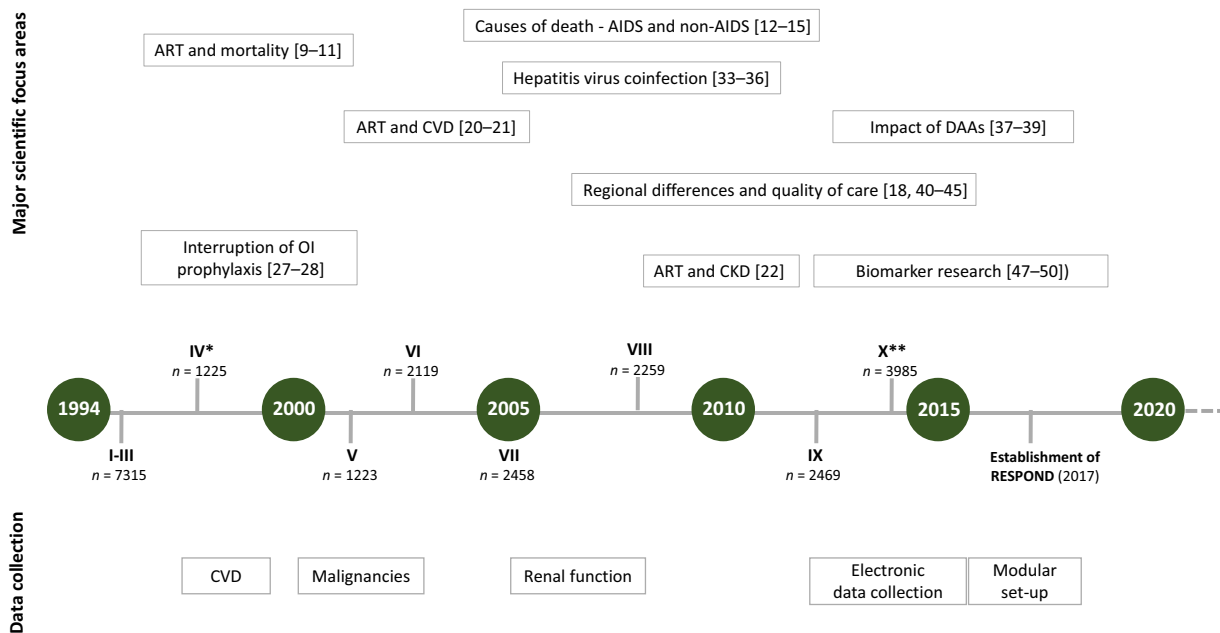 Major scientific focus areas
Causes of death - AIDS and non-AIDS [12–15]
ART and mortality [9–11]
Hepatitis virus coinfection [33–36]
ART and CVD [20–21]
Impact of DAAs [37–39]
Regional differences and quality of care [18, 40–45]
Interruption of OI
prophylaxis [27–28]
ART and CKD [22]
Biomarker research [47–50])
IV*
n = 1225
VI
n = 2119
VIII
n = 2259
X**
n = 3985
1994
2000
2005
2010
2015
2020
I-III
n = 7315
V
n = 1223
VII
n = 2458
IX
n = 2469
Establishment of
RESPOND (2017)
Data collection
CVD
Malignancies
Renal function
Electronic
data collection
Modular
set-up